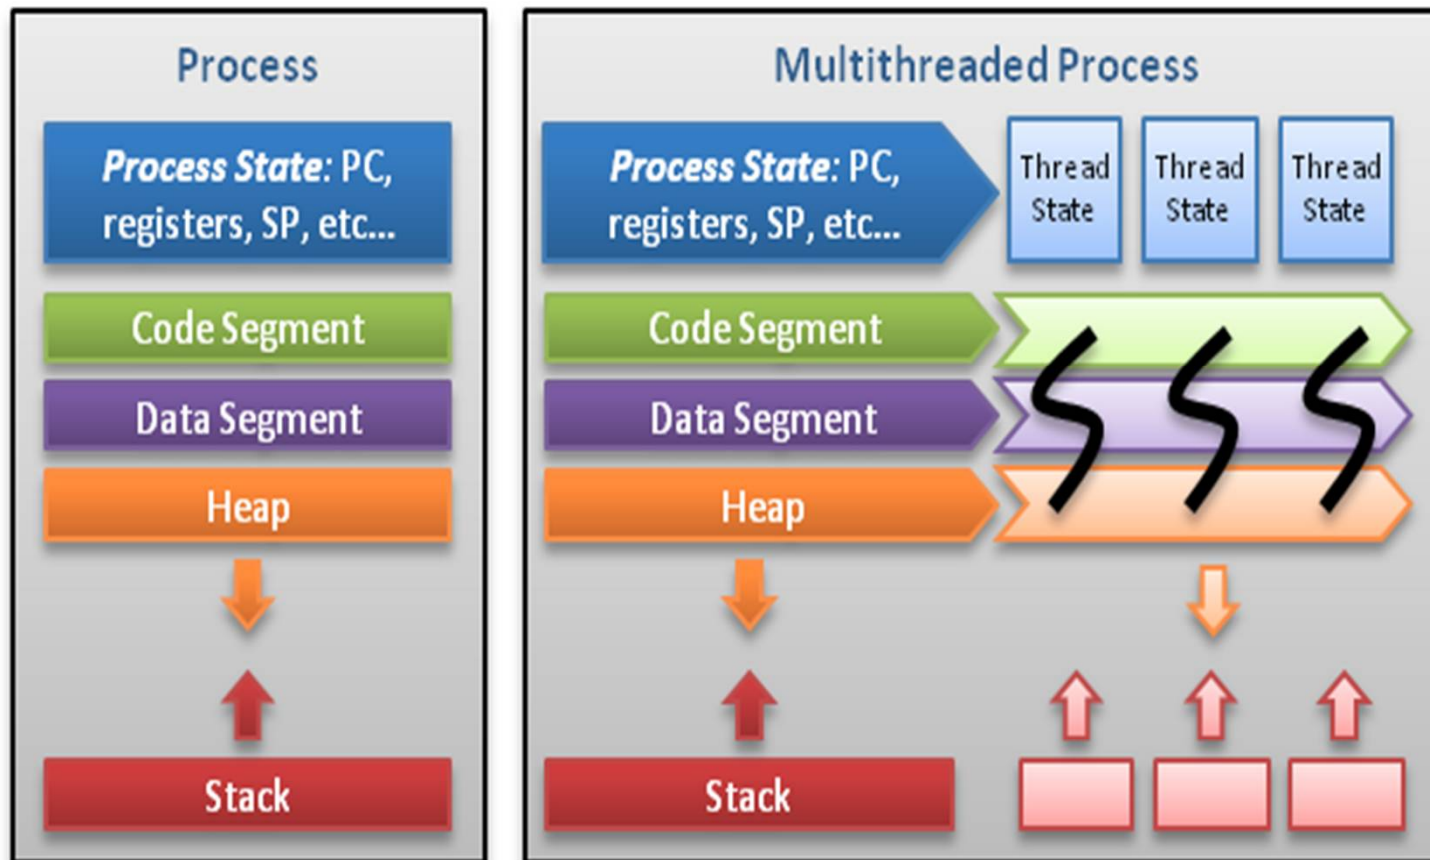 Process
Process State: PC,
registers, SP, etc...
Code Segment
Data Segment
Heap
Stack
Multithreaded Process
Process State: PC,
registers, SP, etc...
Thread
State
Thread
State
Thread
State
Code Segment
Data Segment
Heap
Stack